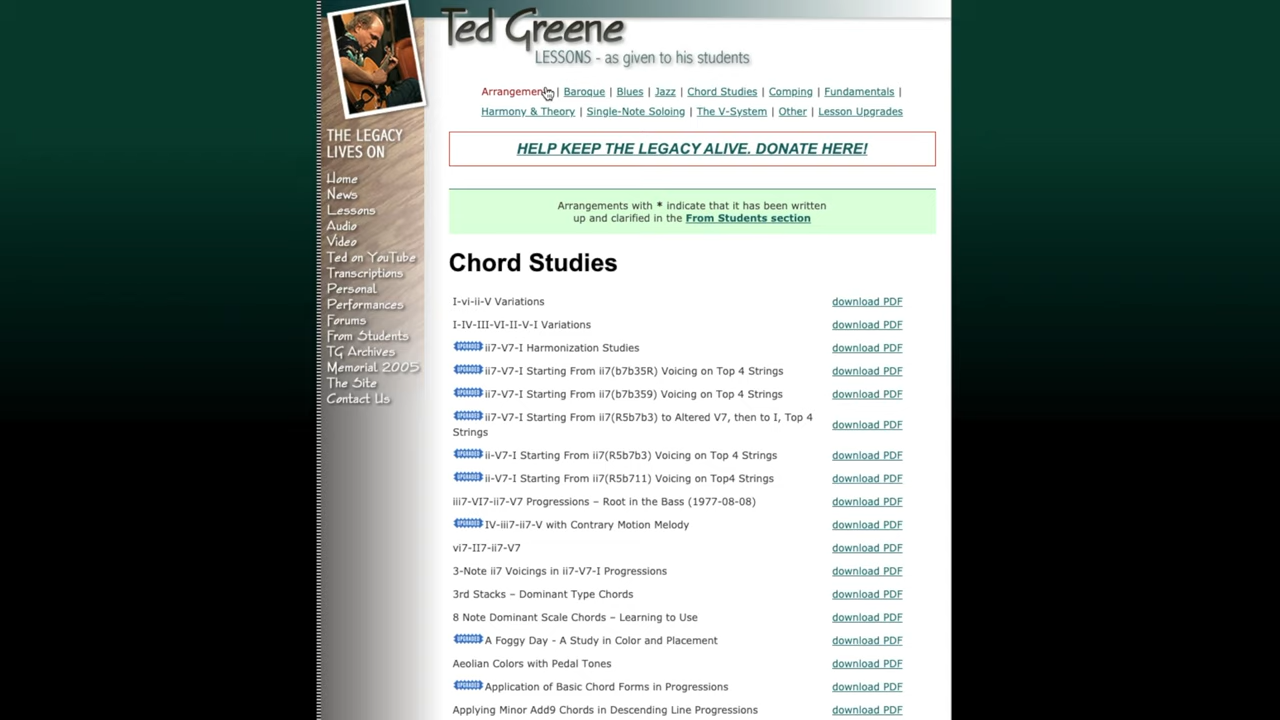 Ted Greene
LESSONS - as given to his students
Arrangements | Baroque | Blues | Jazz | Chord Studies | Comping | Fundamentals |
Harmony & Theory | Single-Note Soloing | The V-System | Other | Lesson Upgrades
HELP KEEP THE LEGACY ALIVE. DONATE HERE!
THE LEGACY
LIVES ON
Home
News
Lessons
Audio
Video
Ted on YouTube
Transcriptions
Personal
Performances
Forums
From Students
TG Archives
Memorial 2005
The Site
Contact Us
Arrangements with * indicate that it has been written
up and clarified in the From Students section
Chord Studies
I-vi-ii-V Variations download PDF
I-IV-III-VI-II-V-I Variations download PDF
UPGRADED ii7-V7-I Harmonization Studies download PDF
UPGRADED ii7-V7-I Starting From ii7(b7b35R) Voicing on Top 4 Strings download PDF
UPGRADED ii7-V7-I Starting From ii7(b7b359) Voicing on Top 4 Strings download PDF
UPGRADED ii7-V7-I Starting From ii7(R5b7b3) to Altered V7, then to I, Top 4
Strings download PDF
UPGRADED ii-V7-I Starting From ii7(R5b7b3) Voicing on Top 4 Strings download PDF
UPGRADED ii-V7-I Starting From ii7(R5b711) Voicing on Top4 Strings download PDF
iii7-VI7-ii7-V7 Progressions – Root in the Bass (1977-08-08) download PDF
UPGRADED IV-iii7-ii7-V with Contrary Motion Melody download PDF
vi7-II7-ii7-V7 download PDF
3-Note ii7 Voicings in ii7-V7-I Progressions download PDF
3rd Stacks – Dominant Type Chords download PDF
8 Note Dominant Scale Chords – Learning to Use download PDF
UPGRADED A Foggy Day - A Study in Color and Placement download PDF
Aeolian Colors with Pedal Tones download PDF
UPGRADED Application of Basic Chord Forms in Progressions download PDF
Applying Minor Add9 Chords in Descending Line Progressions download PDF